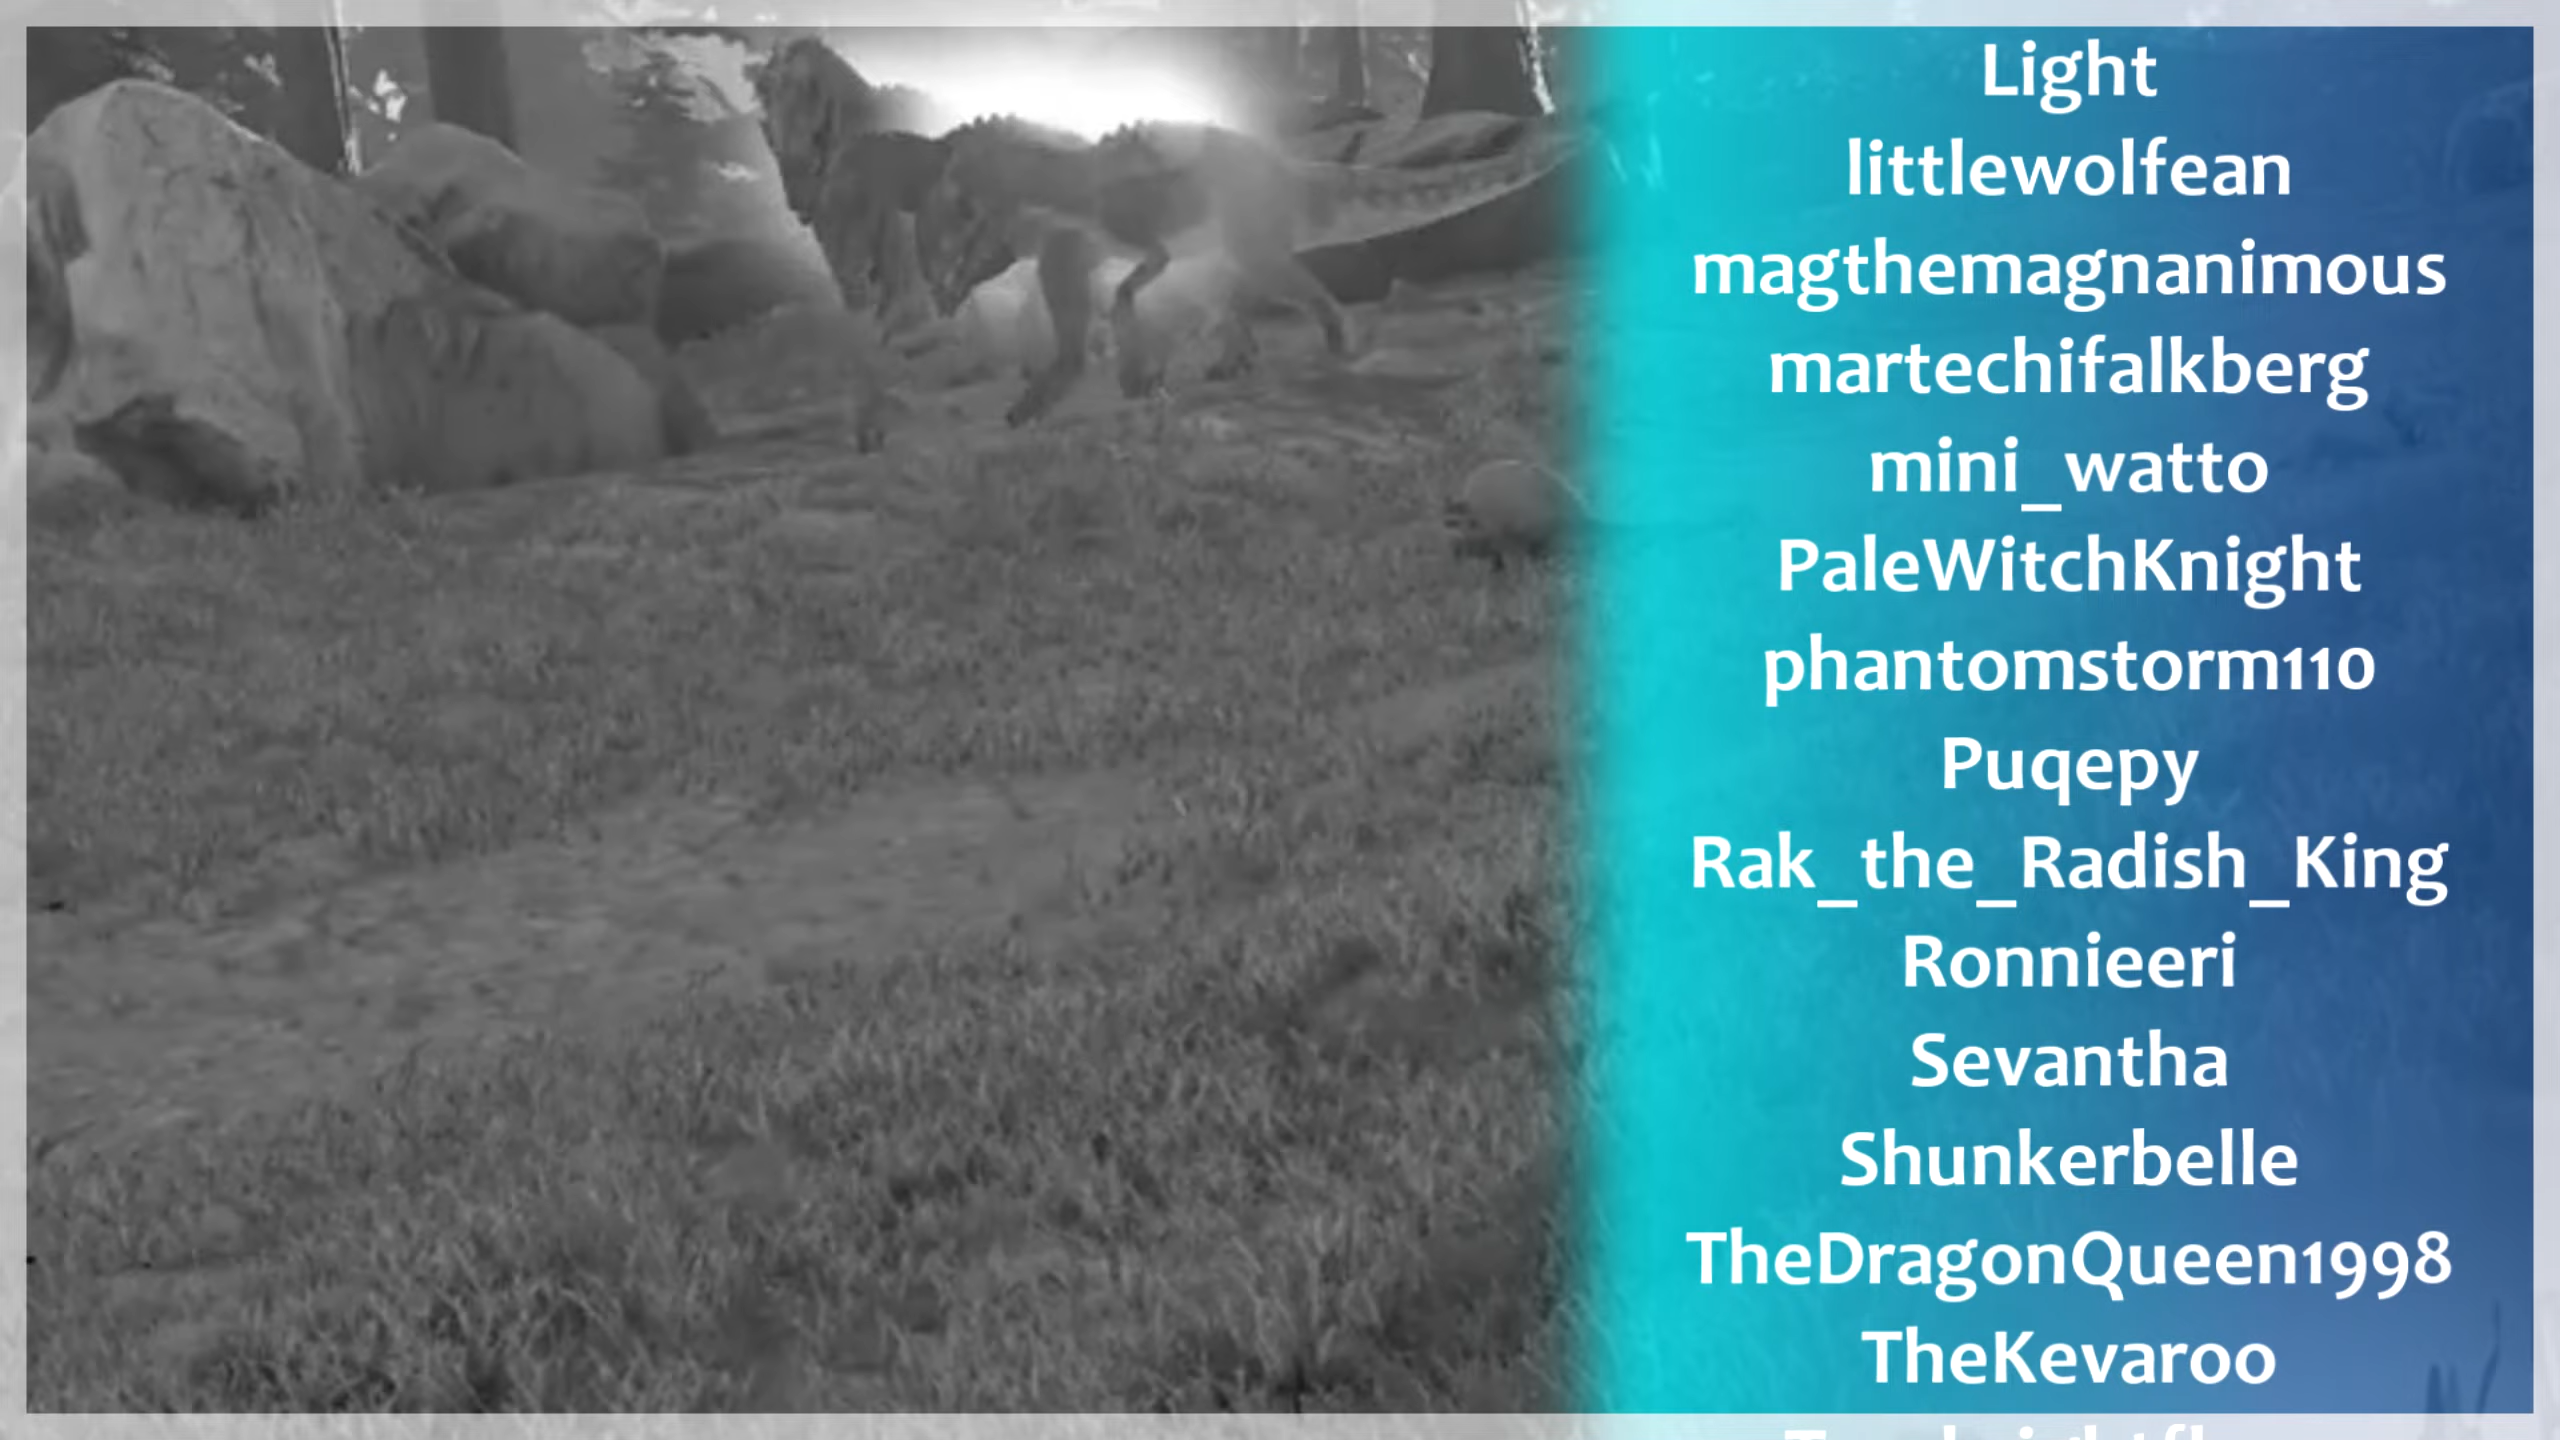 Light
littlewolfean
magthemagnanimous
martechifalkberg
mini_watto
PaleWitchKnight
phantomstorm110
Puqepy
Rak_the_Radish_King
Ronnieeri
Sevantha
Shunkerbelle
TheDragonQueen1998
TheKevaroo